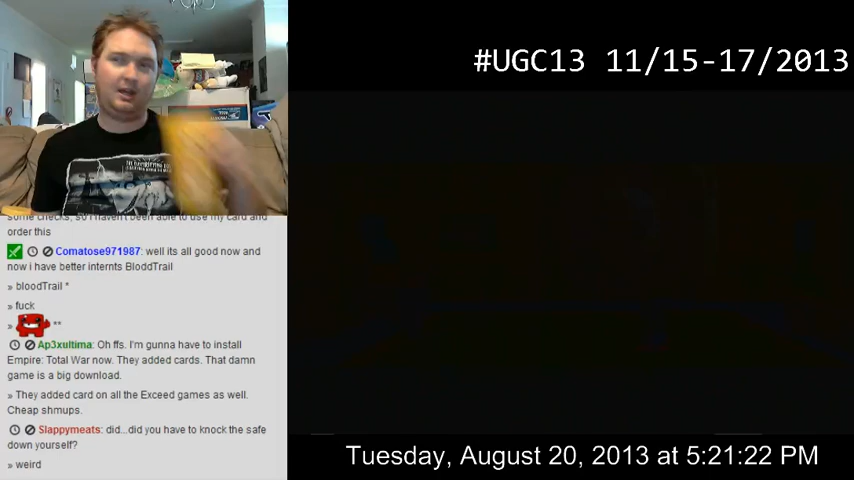 #UGC13 11/15-17/2013
some checks, so I haven't been able to use my card and
order this
Comatose971987: well its all good now and
now i have better internts BloddTrail
» bloodTrail *
» fuck
» **
Ap3xultima: Oh ffs. I'm gunna have to install
Empire: Total War now. They added cards. That damn
game is a big download.
» They added card on all the Exceed games as well.
Cheap shmups.
Slappymeats: did...did you have to knock the safe
down yourself?
» weird
Tuesday, August 20, 2013 at 5:21:22 PM